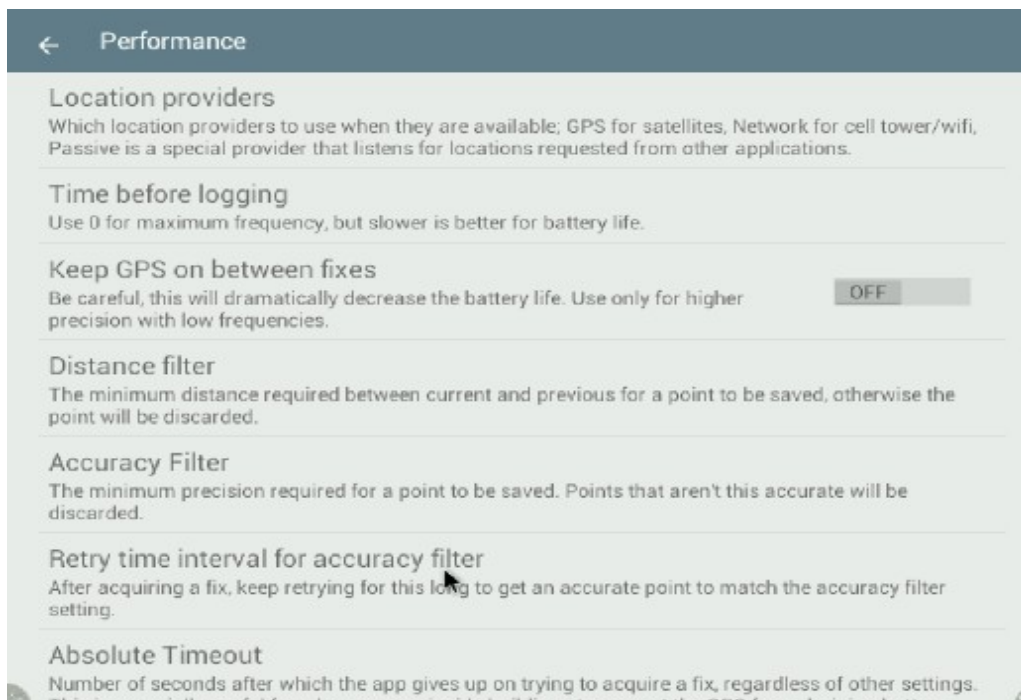 Performance
Location providers
Which location providers to use when they are available; GPS for satellites, Network for cell tower/wifi,
Passive is a special provider that listens for locations requested from other applications.
Time before logging
Use 0 for maximum frequency, but slower is better for battery life.
Keep GPS on between fixes
Be careful, this will dramatically decrease the battery life. Use only for higher
precision with low frequencies.
OFF
Distance filter
The minimum distance required between current and previous for a point to be saved, otherwise the
point will be discarded.
Accuracy Filter
The minimum precision required for a point to be saved. Points that aren't this accurate will be
discarded.
Retry time interval for accuracy filter
After acquiring a fix, keep retrying for this long to get an accurate point to match the accuracy filter
setting.
Absolute Timeout
Number of seconds after which the app gives up on trying to acquire a fix, regardless of other settings.